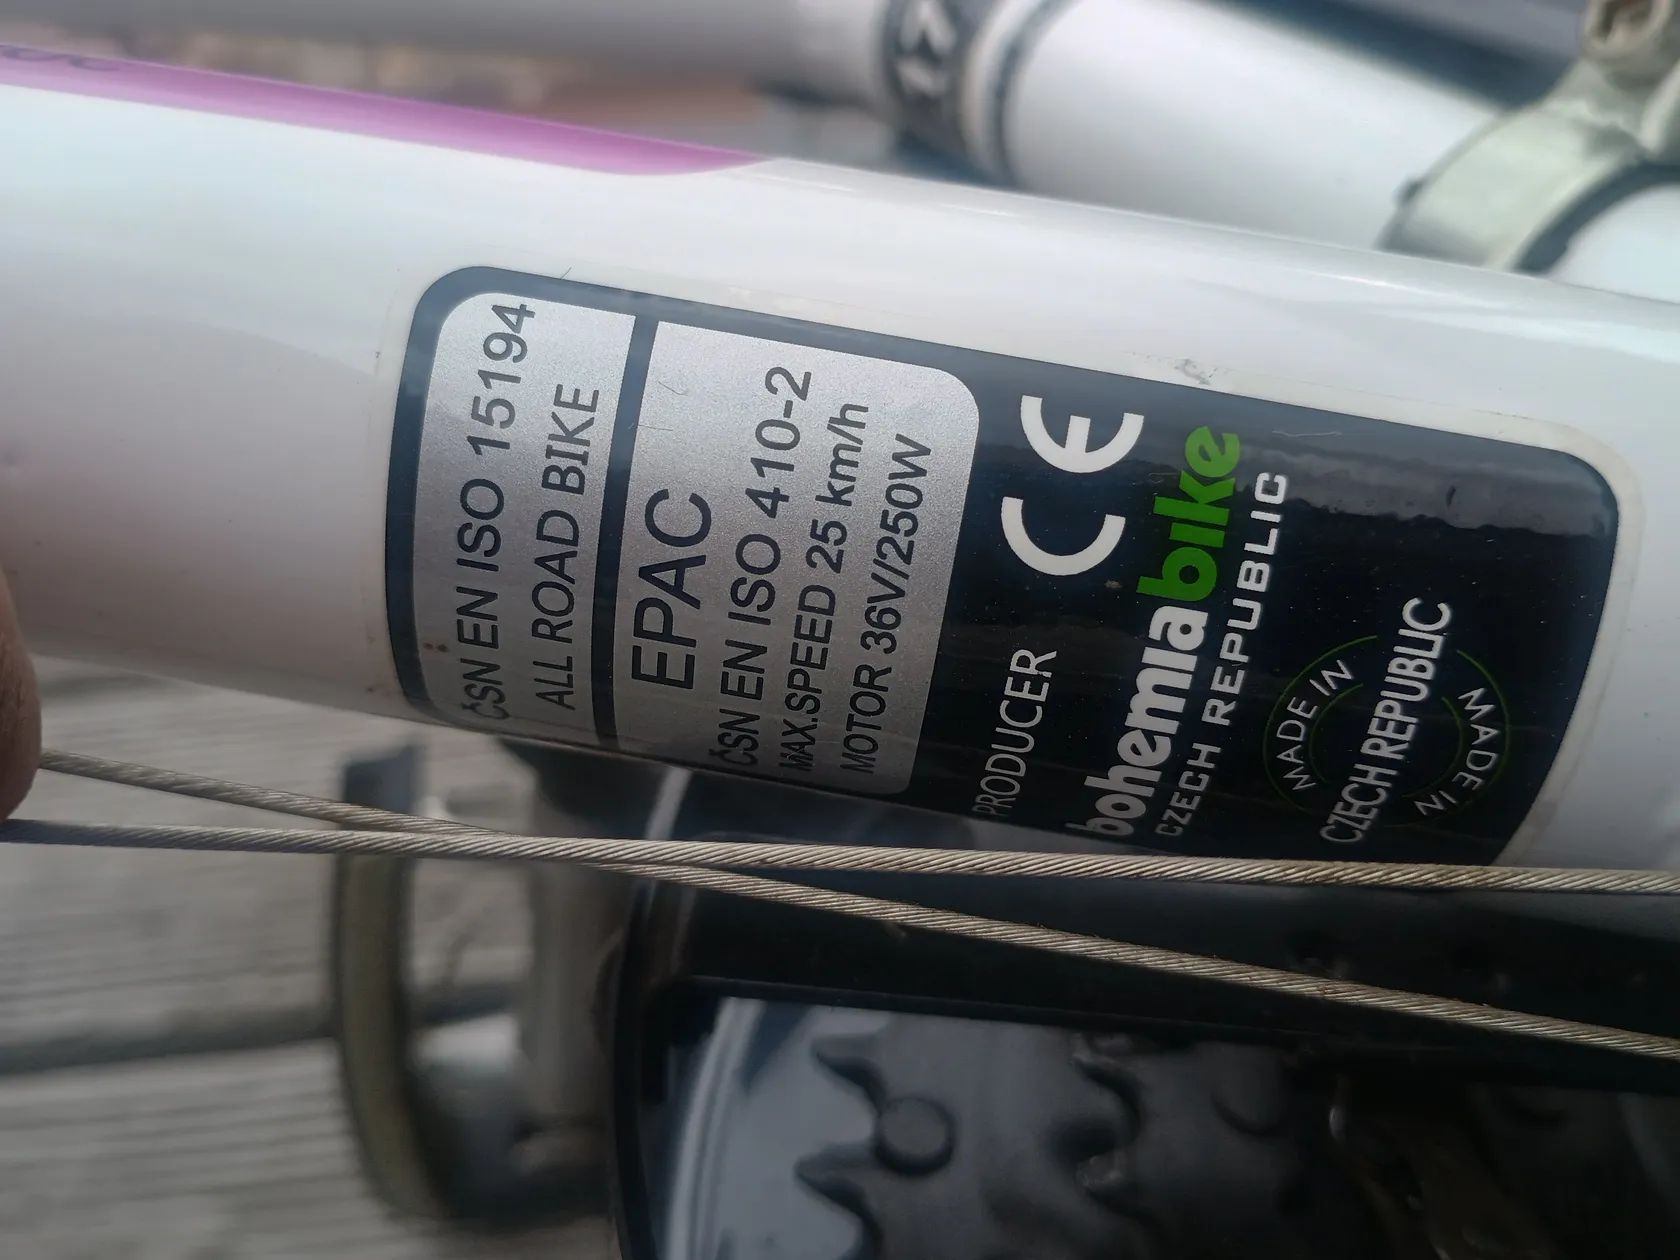 ČSN EN ISO 15194
ALL ROAD BIKE
EPAC
ČSN EN ISO 410-2
MAX.SPEED 25 km/h
MOTOR 36V/250W
CE
PRODUCER
bohemiabike
CZECH REPUBLIC
MADE IN
CZECH REPUBLIC
MADE IN
17